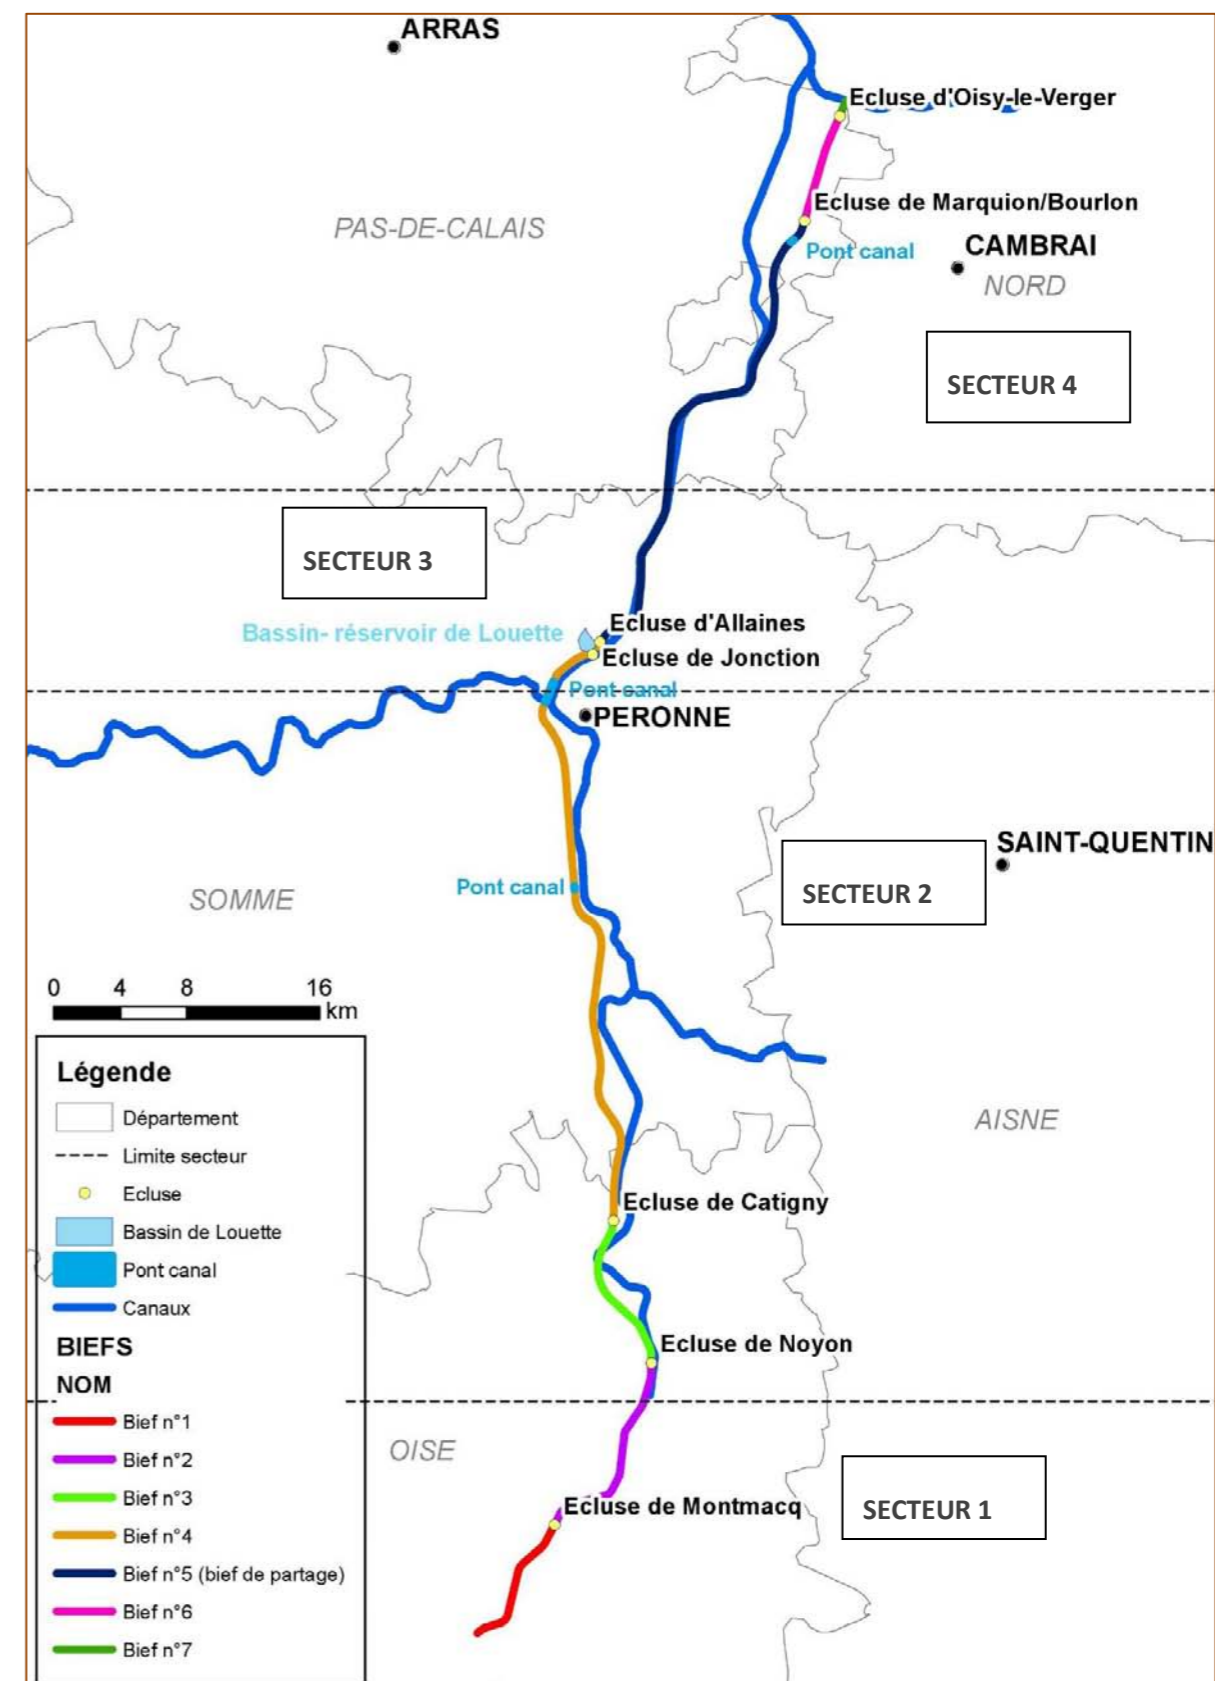 ARRAS
Ecluse d'Oisy-le-Verger
Ecluse de Marquion/Bourlon
PAS-DE-CALAIS
Pont canal
CAMBRAI
NORD
SECTEUR 4
SECTEUR 3
Bassin- réservoir de Louette
Ecluse d'Allaines
Ecluse de Jonction
Pont canal
PERONNE
SAINT-QUENTIN
Pont canal
SECTEUR 2
SOMME
0 4 8 16
km
AISNE
Ecluse de Catigny
Ecluse de Noyon
OISE
Ecluse de Montmacq
SECTEUR 1
Légende
Département
Limite secteur
Ecluse
Bassin de Louette
Pont canal
Canaux
BIEFS
NOM
Bief n°1
Bief n°2
Bief n°3
Bief n°4
Bief n°5 (bief de partage)
Bief n°6
Bief n°7